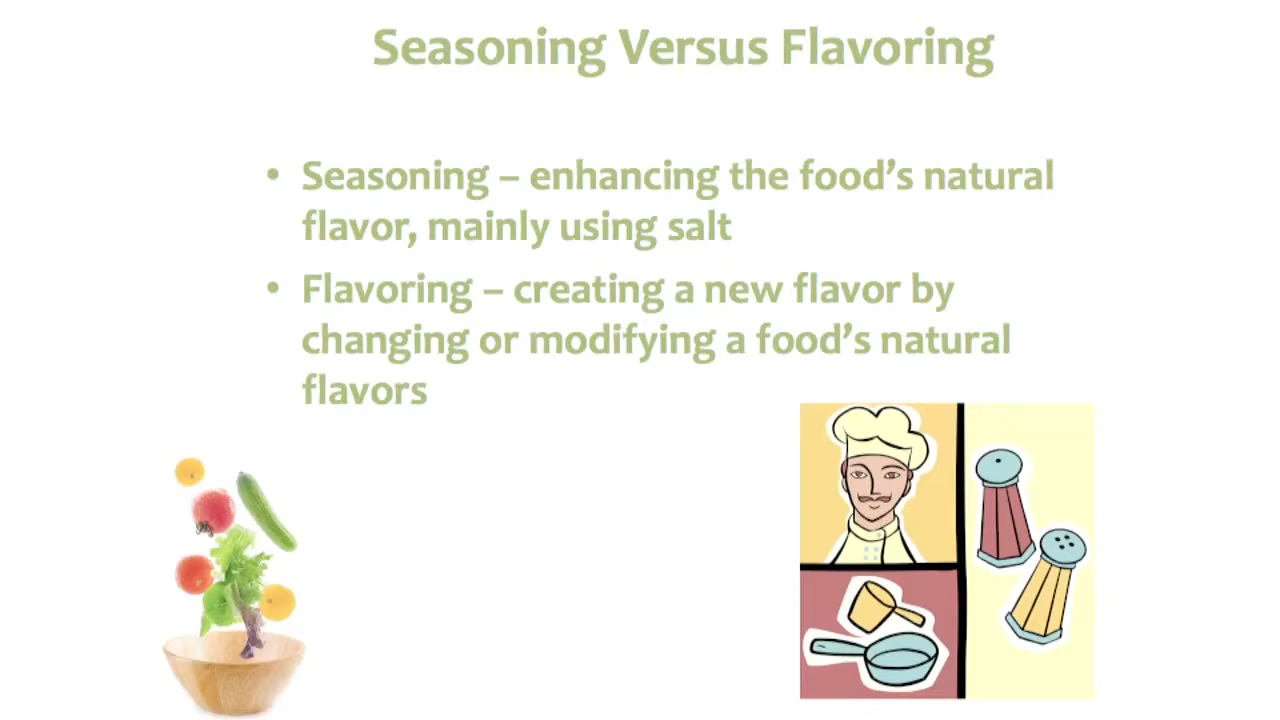 Seasoning Versus Flavoring
• Seasoning – enhancing the food’s natural
flavor, mainly using salt
• Flavoring – creating a new flavor by
changing or modifying a food’s natural
flavors